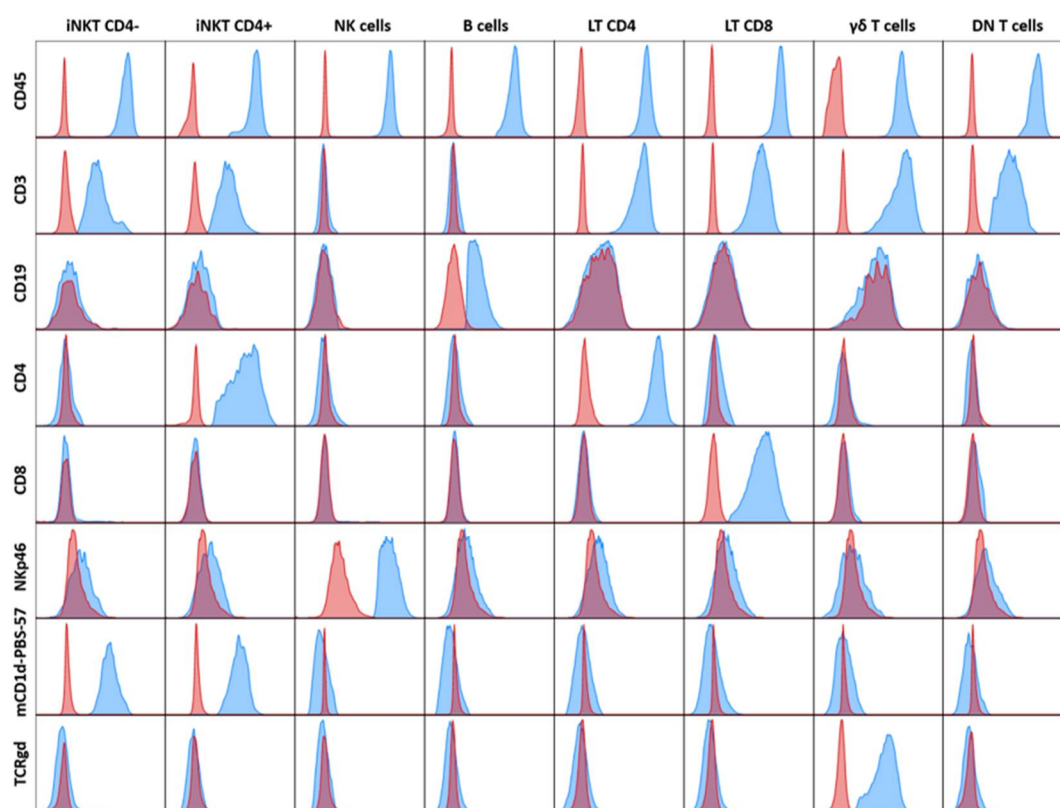 iNKT CD4- iNKT CD4+ NK cells B cells LT CD4 LT CD8 γδ T cells DN T cells
CD45
CD3
CD19
CD4
CD8
NKp46
mCD1d-PBS-57
TCRgd